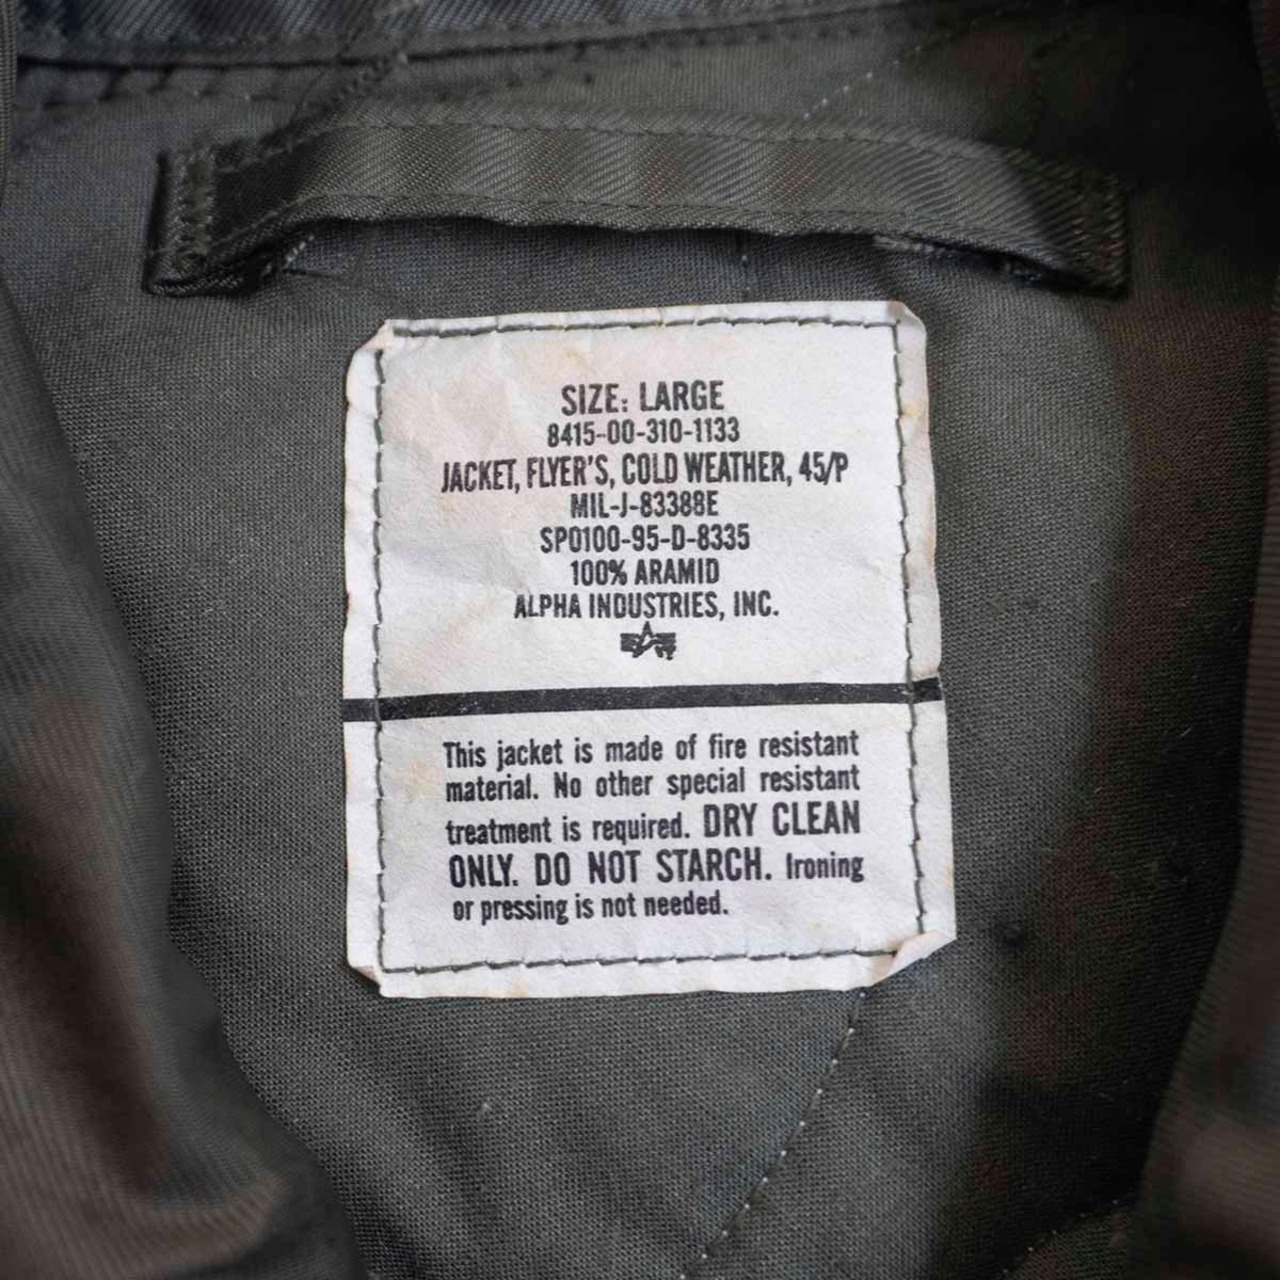 SIZE: LARGE
8415-00-310-1133
JACKET, FLYER'S, COLD WEATHER, 45/P
MIL-J-83388E
SP0100-95-D-8335
100% ARAMID
ALPHA INDUSTRIES, INC.
This jacket is made of fire resistant
material. No other special resistant
treatment is required. DRY CLEAN
ONLY. DO NOT STARCH. Ironing
or pressing is not needed.